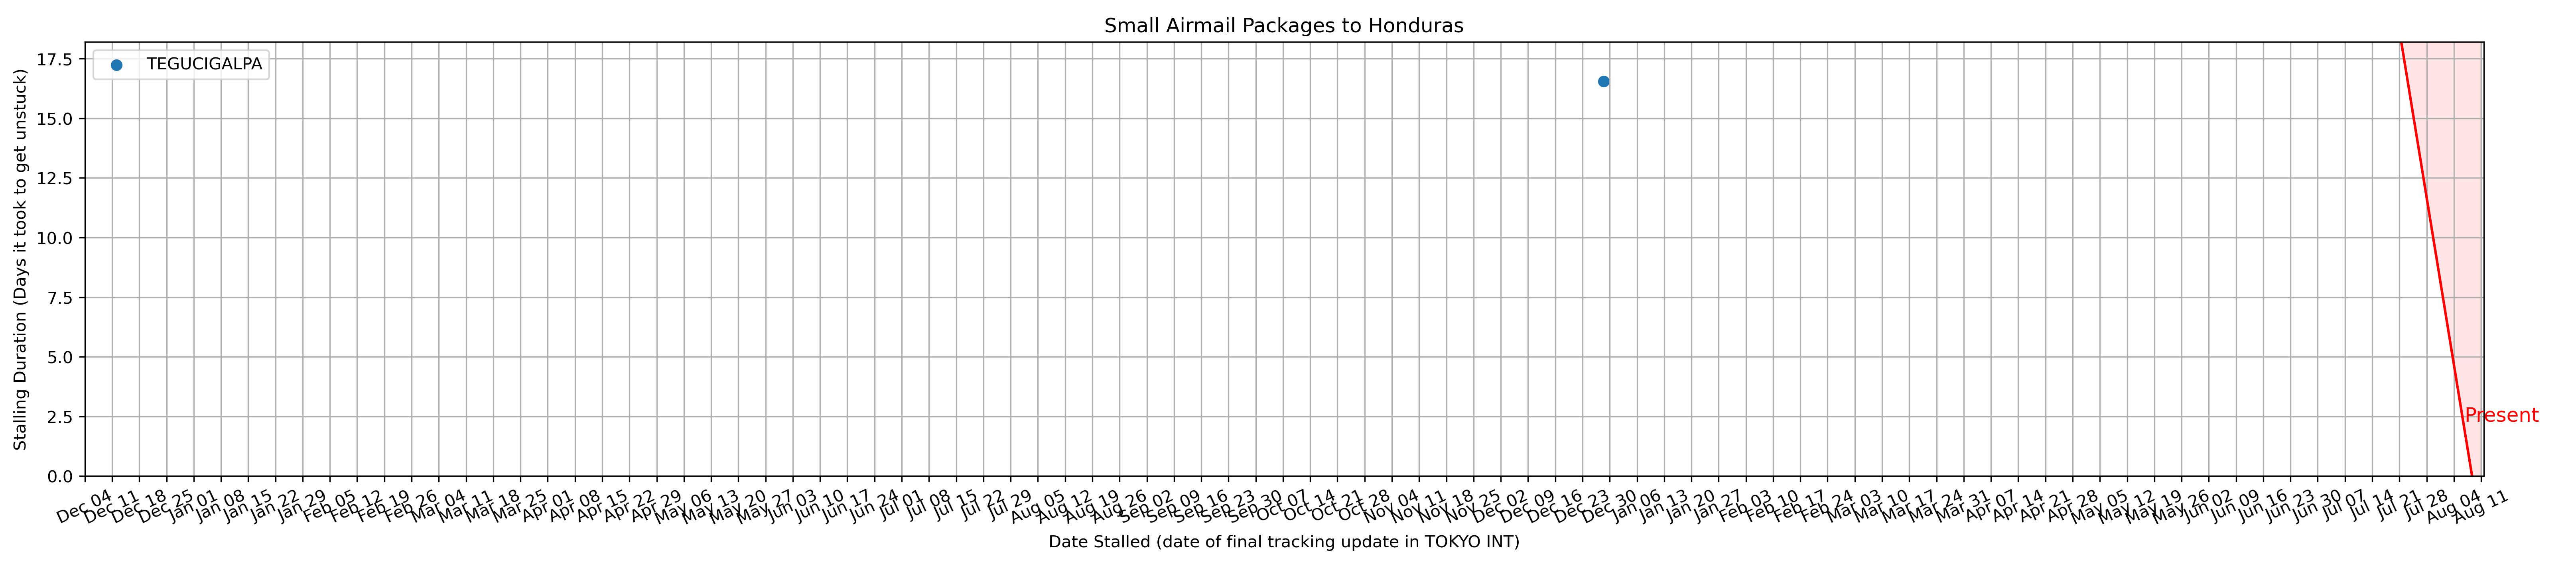 Small Airmail Packages to Honduras
TEGUCIGALPA
Stalling Duration (Days it took to get unstuck)
17.5
15.0
12.5
10.0
7.5
5.0
2.5
0.0
Present
Dec 04 Dec 11 Dec 18 Dec 25 Jan 01 Jan 08 Jan 15 Jan 22 Jan 29 Feb 05 Feb 12 Feb 19 Feb 26 Mar 04 Mar 11 Mar 18 Mar 25 Apr 01 Apr 08 Apr 15 Apr 22 Apr 29 May 06 May 13 May 20 May 27 Jun 03 Jun 10 Jun 17 Jun 24 Jul 01 Jul 08 Jul 15 Jul 22 Jul 29 Aug 05 Aug 12 Aug 19 Aug 26 Sep 02 Sep 09 Sep 16 Sep 23 Sep 30 Oct 07 Oct 14 Oct 21 Oct 28 Nov 04 Nov 11 Nov 18 Nov 25 Dec 02 Dec 09 Dec 16 Dec 23 Dec 30 Jan 06 Jan 13 Jan 20 Jan 27 Feb 03 Feb 10 Feb 17 Feb 24 Mar 03 Mar 10 Mar 17 Mar 24 Mar 31 Apr 07 Apr 14 Apr 21 Apr 28 May 05 May 12 May 19 May 26 Jun 02 Jun 09 Jun 16 Jun 23 Jun 30 Jul 07 Jul 14 Jul 21 Jul 28 Aug 04 Aug 11
Date Stalled (date of final tracking update in TOKYO INT)